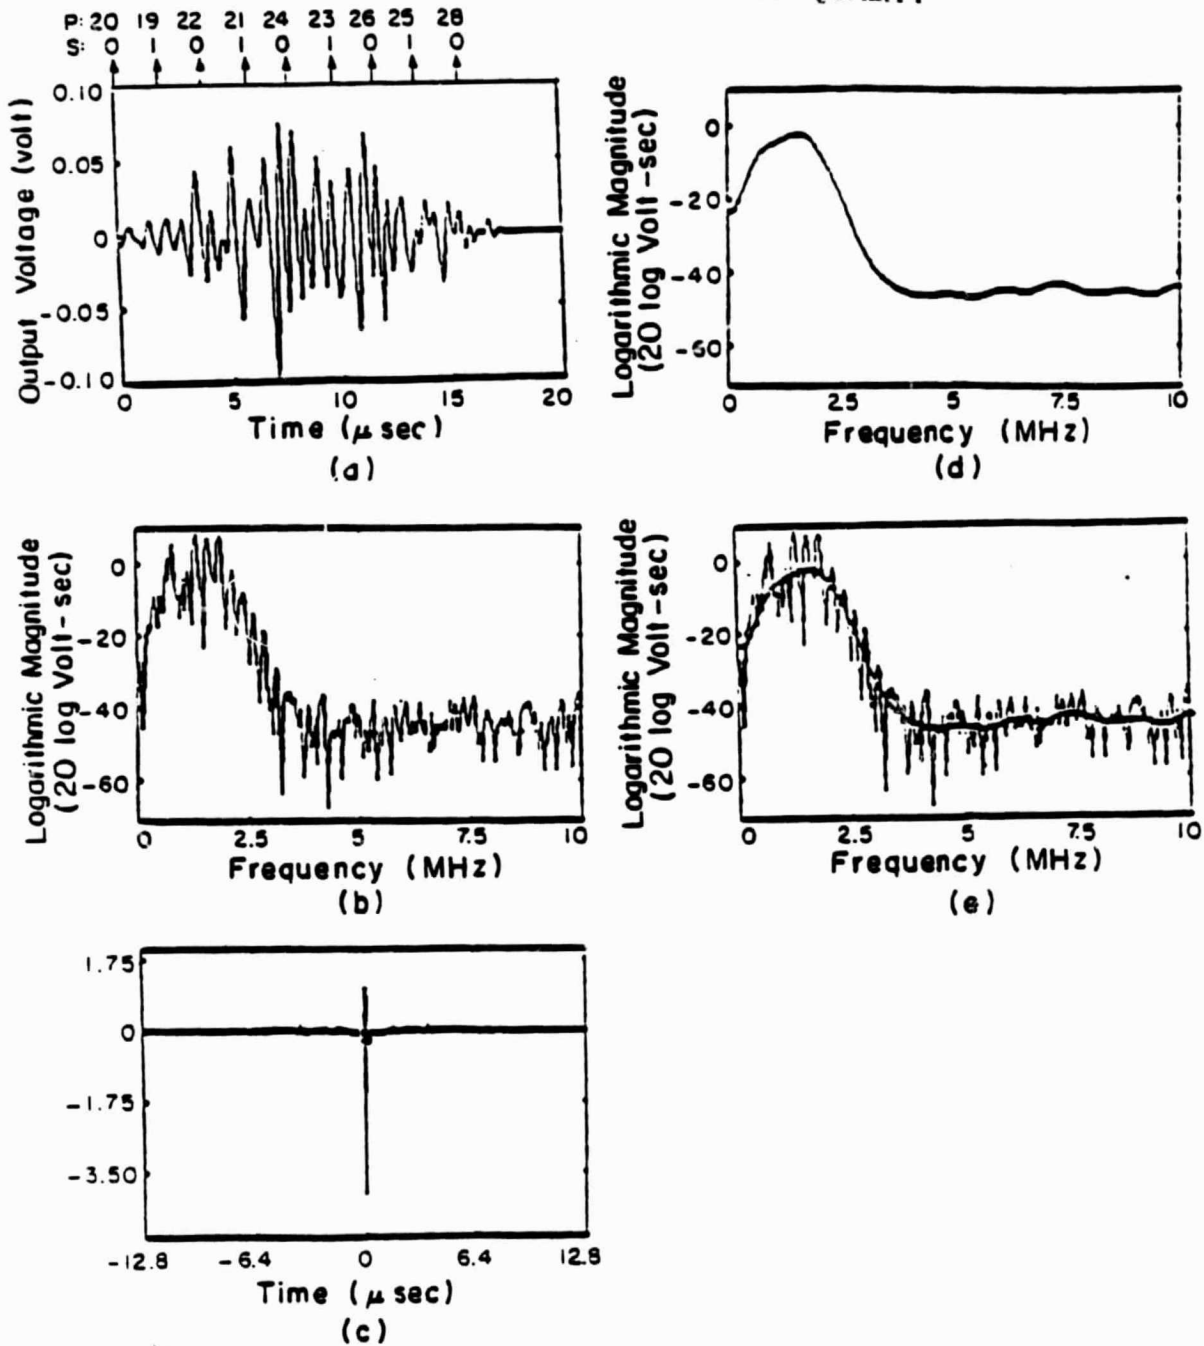 P: 20 19 22 21 24 23 26 25 28
S: 0 1 0 1 0 1 0 1 0
0.10
0.05
0
-0.05
-0.10
Output Voltage (volt)
0 5 10 15 20
Time (μ sec)
(a)
0
-20
-40
-60
Logarithmic Magnitude
(20 log Volt-sec)
0 2.5 5 7.5 10
Frequency (MHz)
(d)
0
-20
-40
-60
Logarithmic Magnitude
(20 log Volt-sec)
0 2.5 5 7.5 10
Frequency (MHz)
(b)
0
-20
-40
-60
Logarithmic Magnitude
(20 log Volt-sec)
0 2.5 5 7.5 10
Frequency (MHz)
(e)
1.75
0
-1.75
-3.50
-12.8 -6.4 0 6.4 12.8
Time (μ sec)
(c)